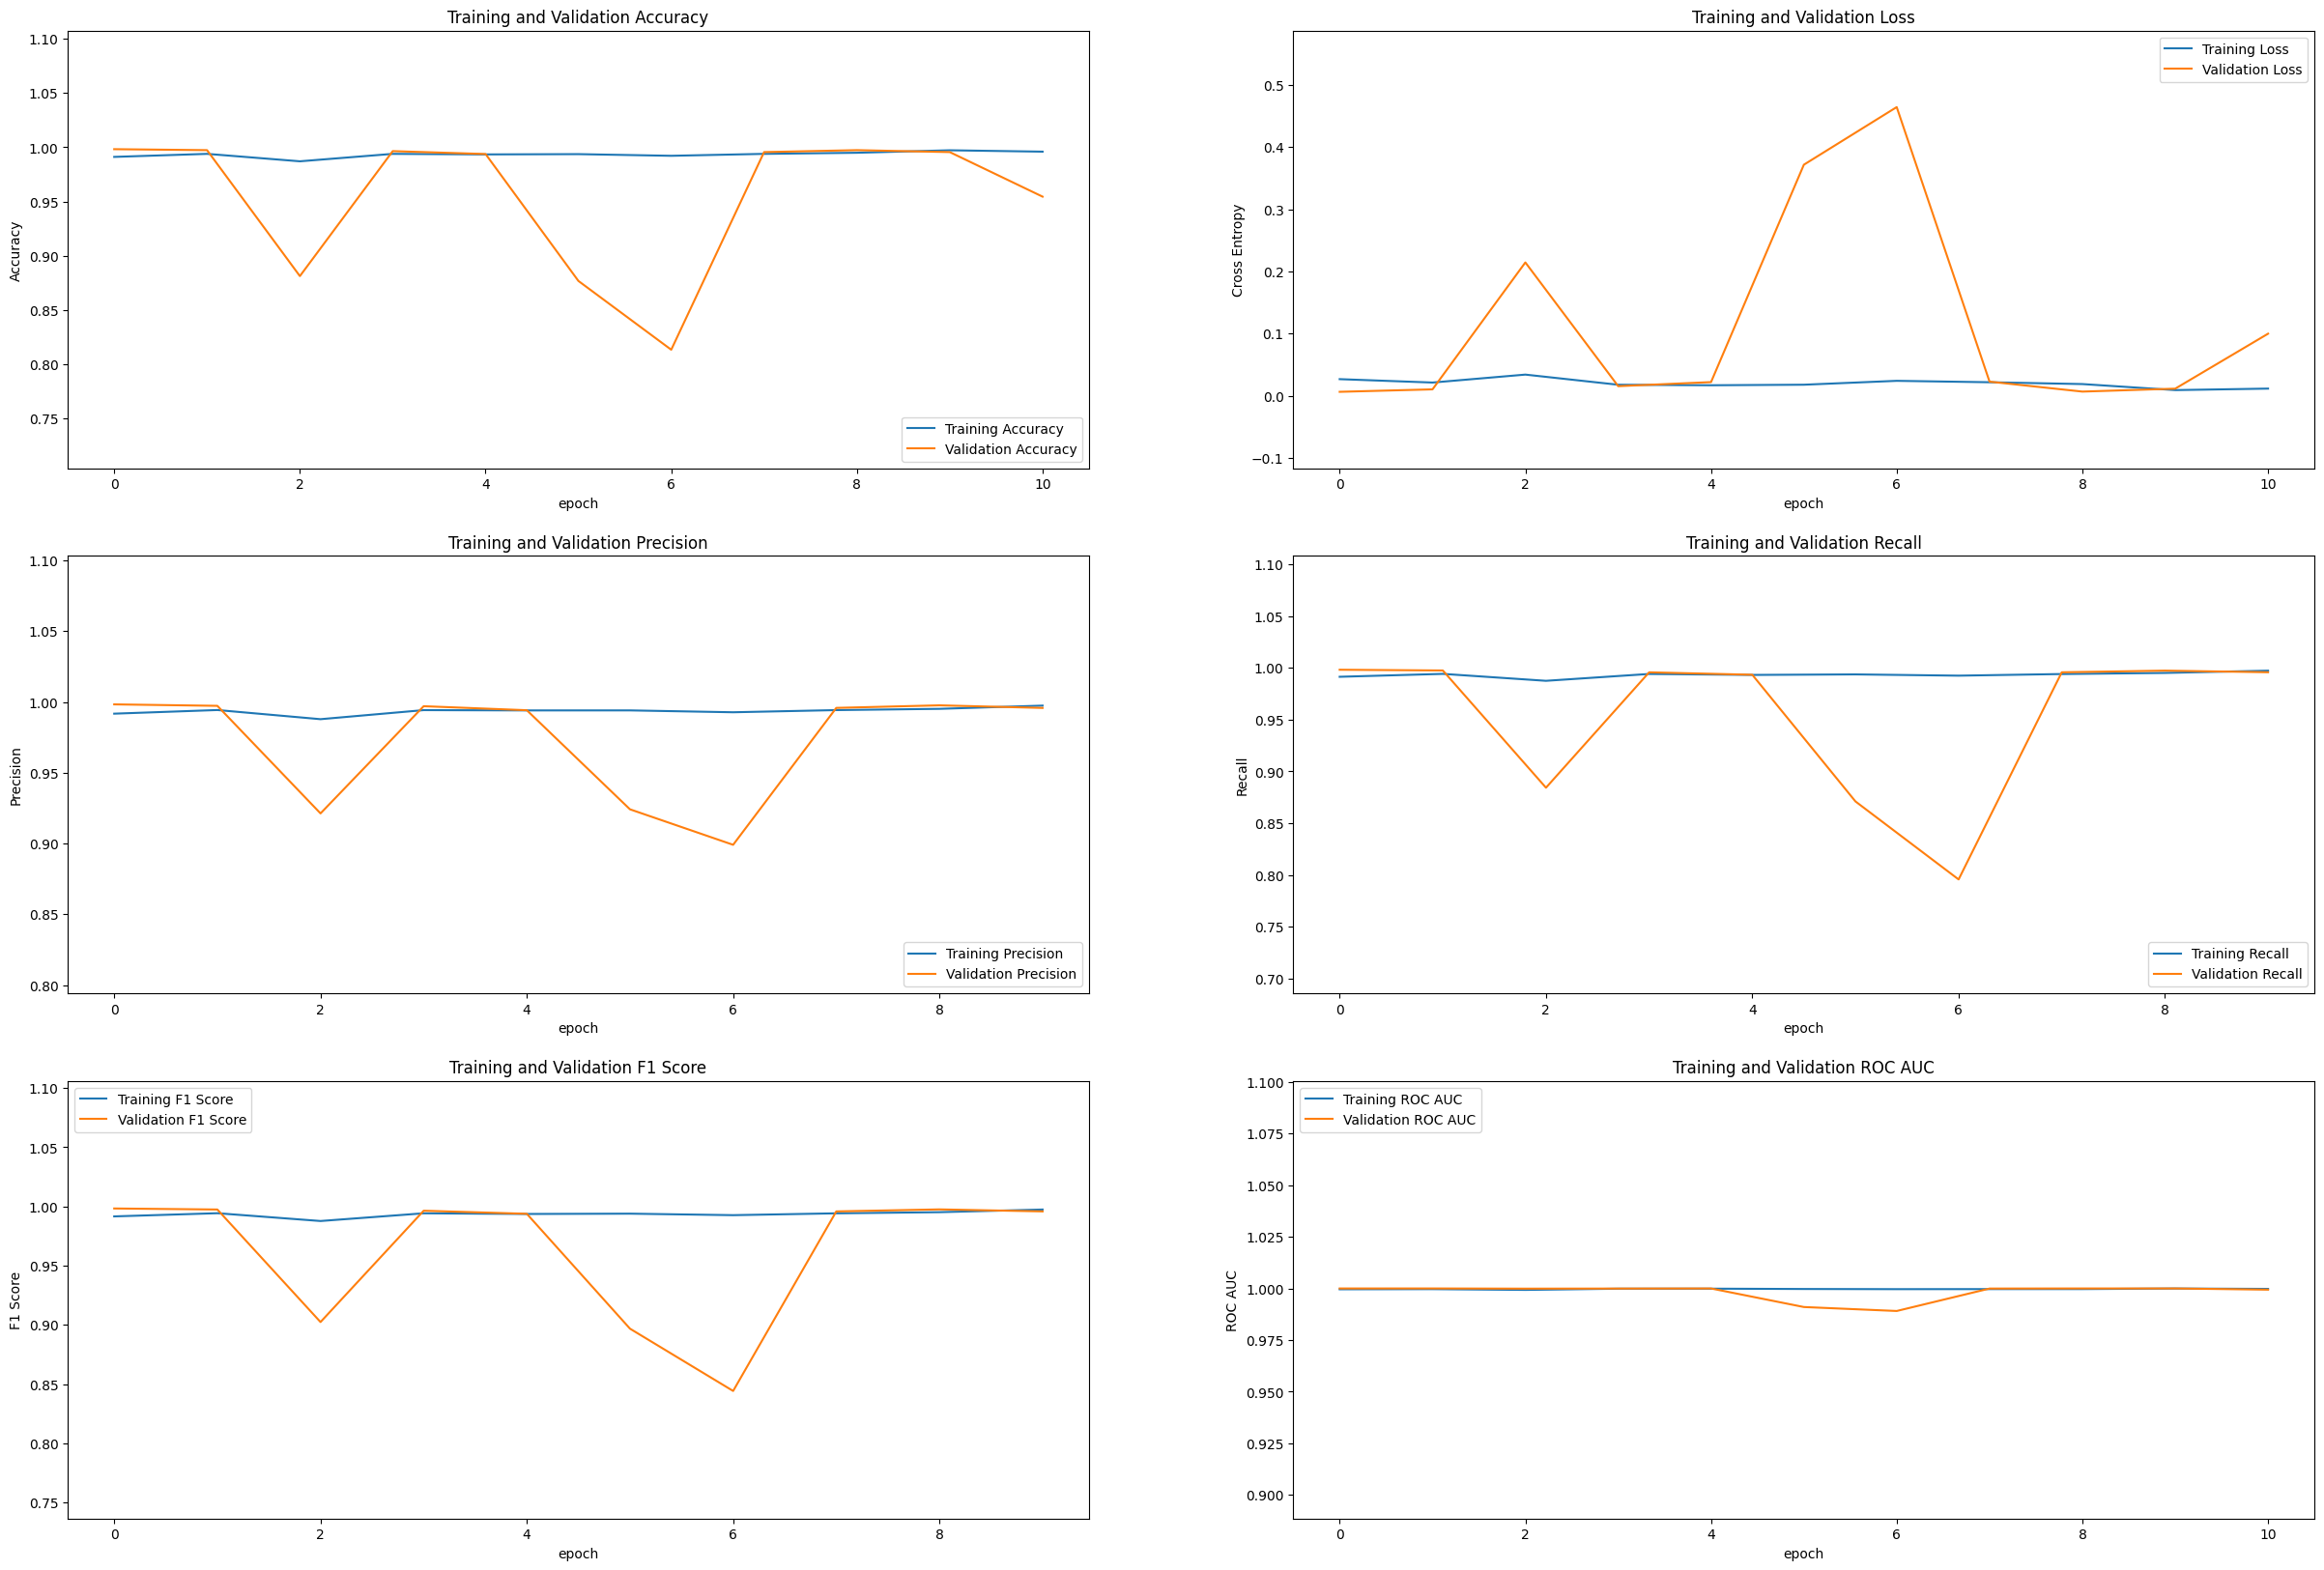 Training and Validation Accuracy
1.10
1.05
1.00
0.95
0.90
0.85
0.80
0.75
Accuracy
Training Accuracy
Validation Accuracy
0 2 4 6 8 10
epoch
Training and Validation Loss
0.5
0.4
0.3
0.2
0.1
0.0
−0.1
Cross Entropy
Training Loss
Validation Loss
0 2 4 6 8 10
epoch
Training and Validation Precision
1.10
1.05
1.00
0.95
0.90
0.85
0.80
Precision
Training Precision
Validation Precision
0 2 4 6 8
epoch
Training and Validation Recall
1.10
1.05
1.00
0.95
0.90
0.85
0.80
0.75
0.70
Recall
Training Recall
Validation Recall
0 2 4 6 8
epoch
Training and Validation F1 Score
1.10
1.05
1.00
0.95
0.90
0.85
0.80
0.75
F1 Score
Training F1 Score
Validation F1 Score
0 2 4 6 8
epoch
Training and Validation ROC AUC
1.100
1.075
1.050
1.025
1.000
0.975
0.950
0.925
0.900
ROC AUC
Training ROC AUC
Validation ROC AUC
0 2 4 6 8 10
epoch